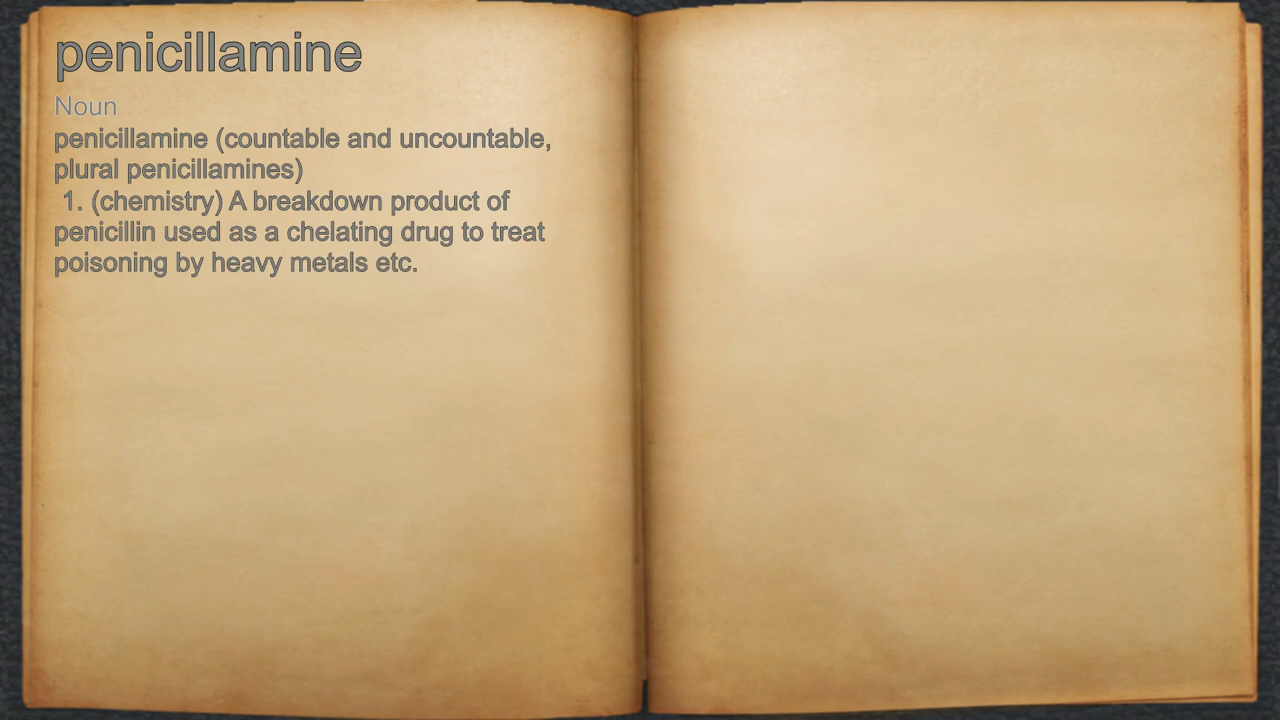 penicillamine
Noun
penicillamine (countable and uncountable,
plural penicillamines)
1. (chemistry) A breakdown product of
penicillin used as a chelating drug to treat
poisoning by heavy metals etc.